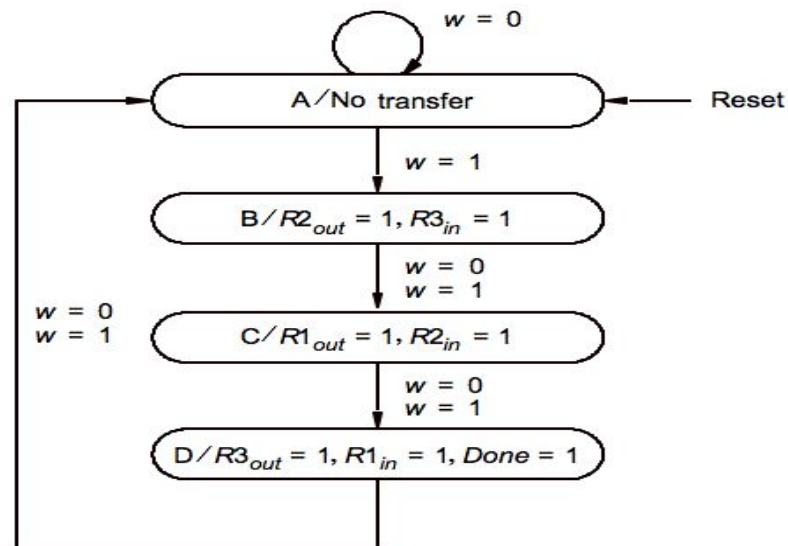 w = 0
A/No transfer
Reset
w = 1
B/R2out = 1, R3in = 1
w = 0
w = 1
w = 0
w = 1
C/R1out = 1, R2in = 1
w = 0
w = 1
D/R3out = 1, R1in = 1, Done = 1